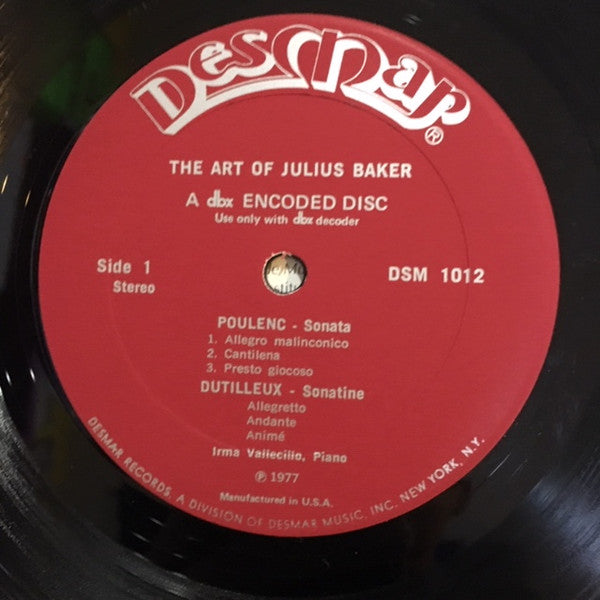 Desmar®
THE ART OF JULIUS BAKER
A dbx ENCODED DISC
Use only with dbx decoder
Side 1
Stereo
DSM 1012
POULENC - Sonata
1. Allegro malinconico
2. Cantilena
3. Presto giocoso
DUTILLEUX - Sonatine
Allegretto
Andante
Animé
Irma Vallecillo, Piano
℗ 1977
Manufactured in U.S.A.
DESMAR RECORDS, A DIVISION OF DESMAR MUSIC, INC. NEW YORK, N.Y.